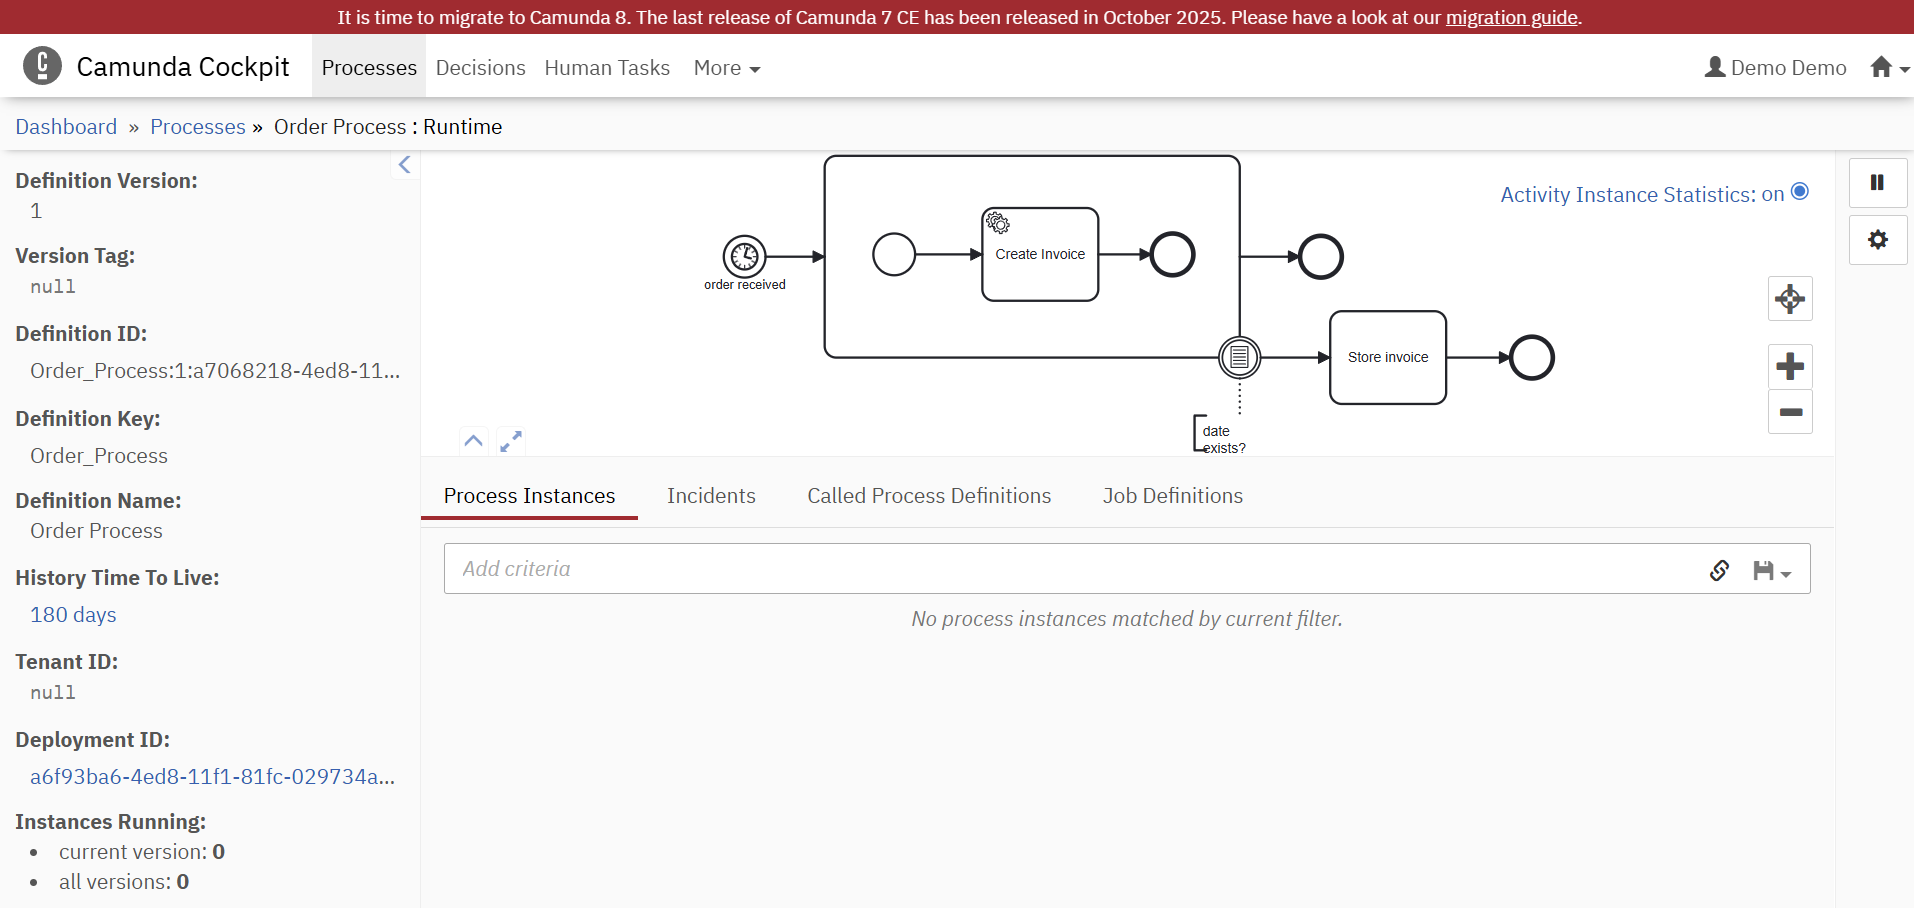 It is time to migrate to Camunda 8. The last release of Camunda 7 CE has been released in October 2025. Please have a look at our migration guide.
Camunda Cockpit Processes Decisions Human Tasks More Demo Demo
Dashboard » Processes » Order Process : Runtime
Definition Version:
1
Version Tag:
null
Definition ID:
Order_Process:1:a7068218-4ed8-11...
Definition Key:
Order_Process
Definition Name:
Order Process
History Time To Live:
180 days
Tenant ID:
null
Deployment ID:
a6f93ba6-4ed8-11f1-81fc-029734a...
Instances Running:
• current version: 0
• all versions: 0
Activity Instance Statistics: on
order received
Create Invoice
Store invoice
date
exists?
Process Instances Incidents Called Process Definitions Job Definitions
Add criteria
No process instances matched by current filter.